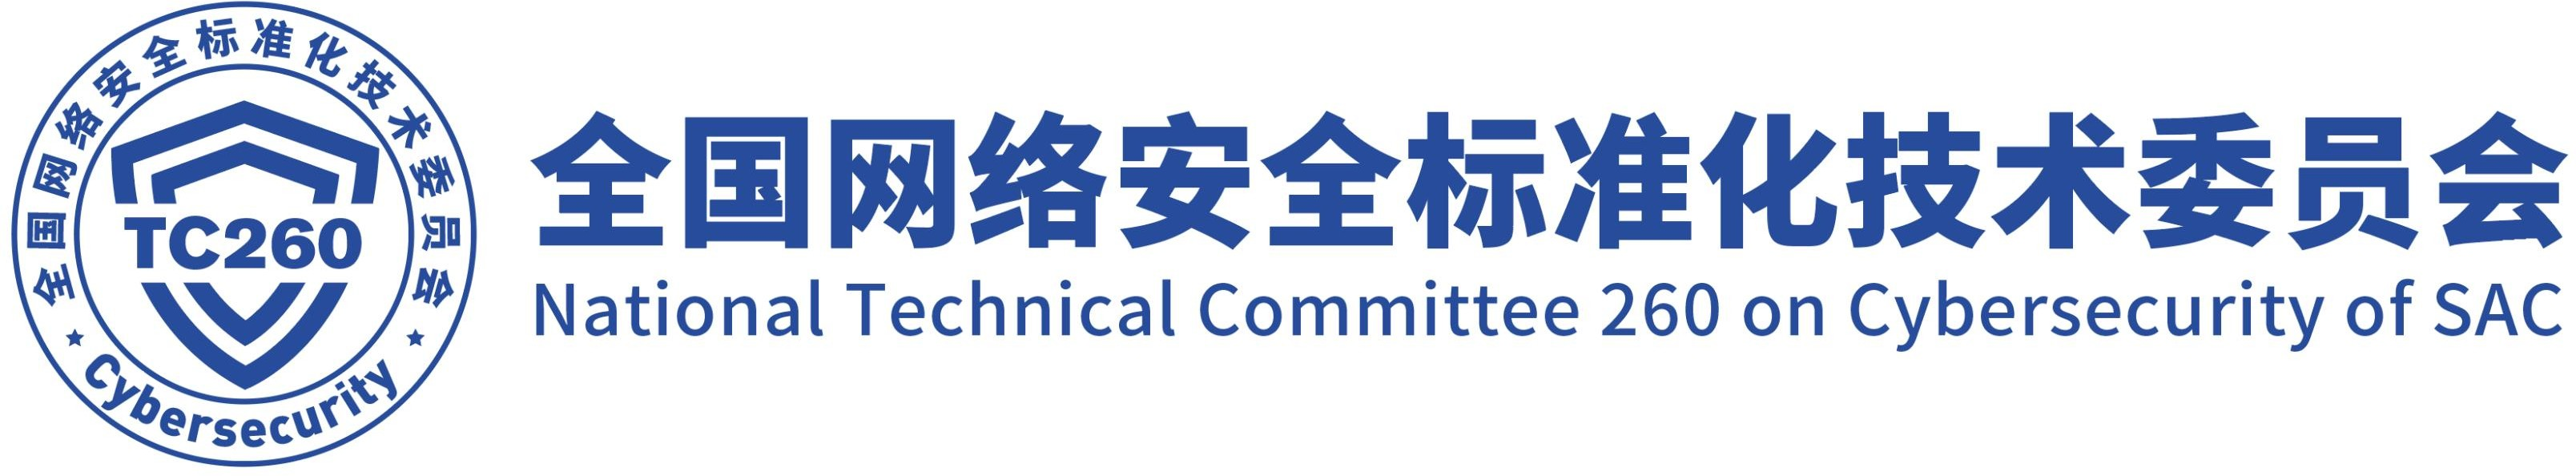 全国网络安全标准化技术委员会
TC260
Cybersecurity
全国网络安全标准化技术委员会
National Technical Committee 260 on Cybersecurity of SAC